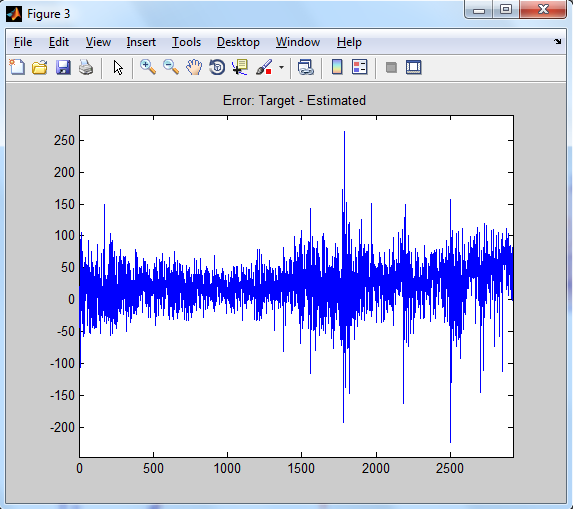 Figure 3
File Edit View Insert Tools Desktop Window Help
Error: Target - Estimated
250
200
150
100
50
0
-50
-100
-150
-200
0 500 1000 1500 2000 2500